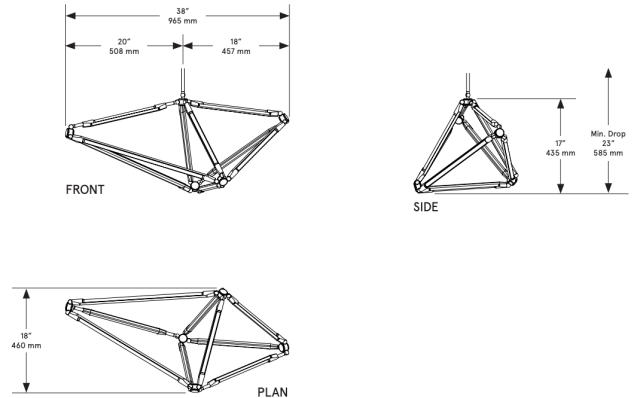 38"
965 mm
20"
508 mm
18"
457 mm
FRONT
17"
435 mm
Min. Drop
23"
585 mm
SIDE
18"
460 mm
PLAN